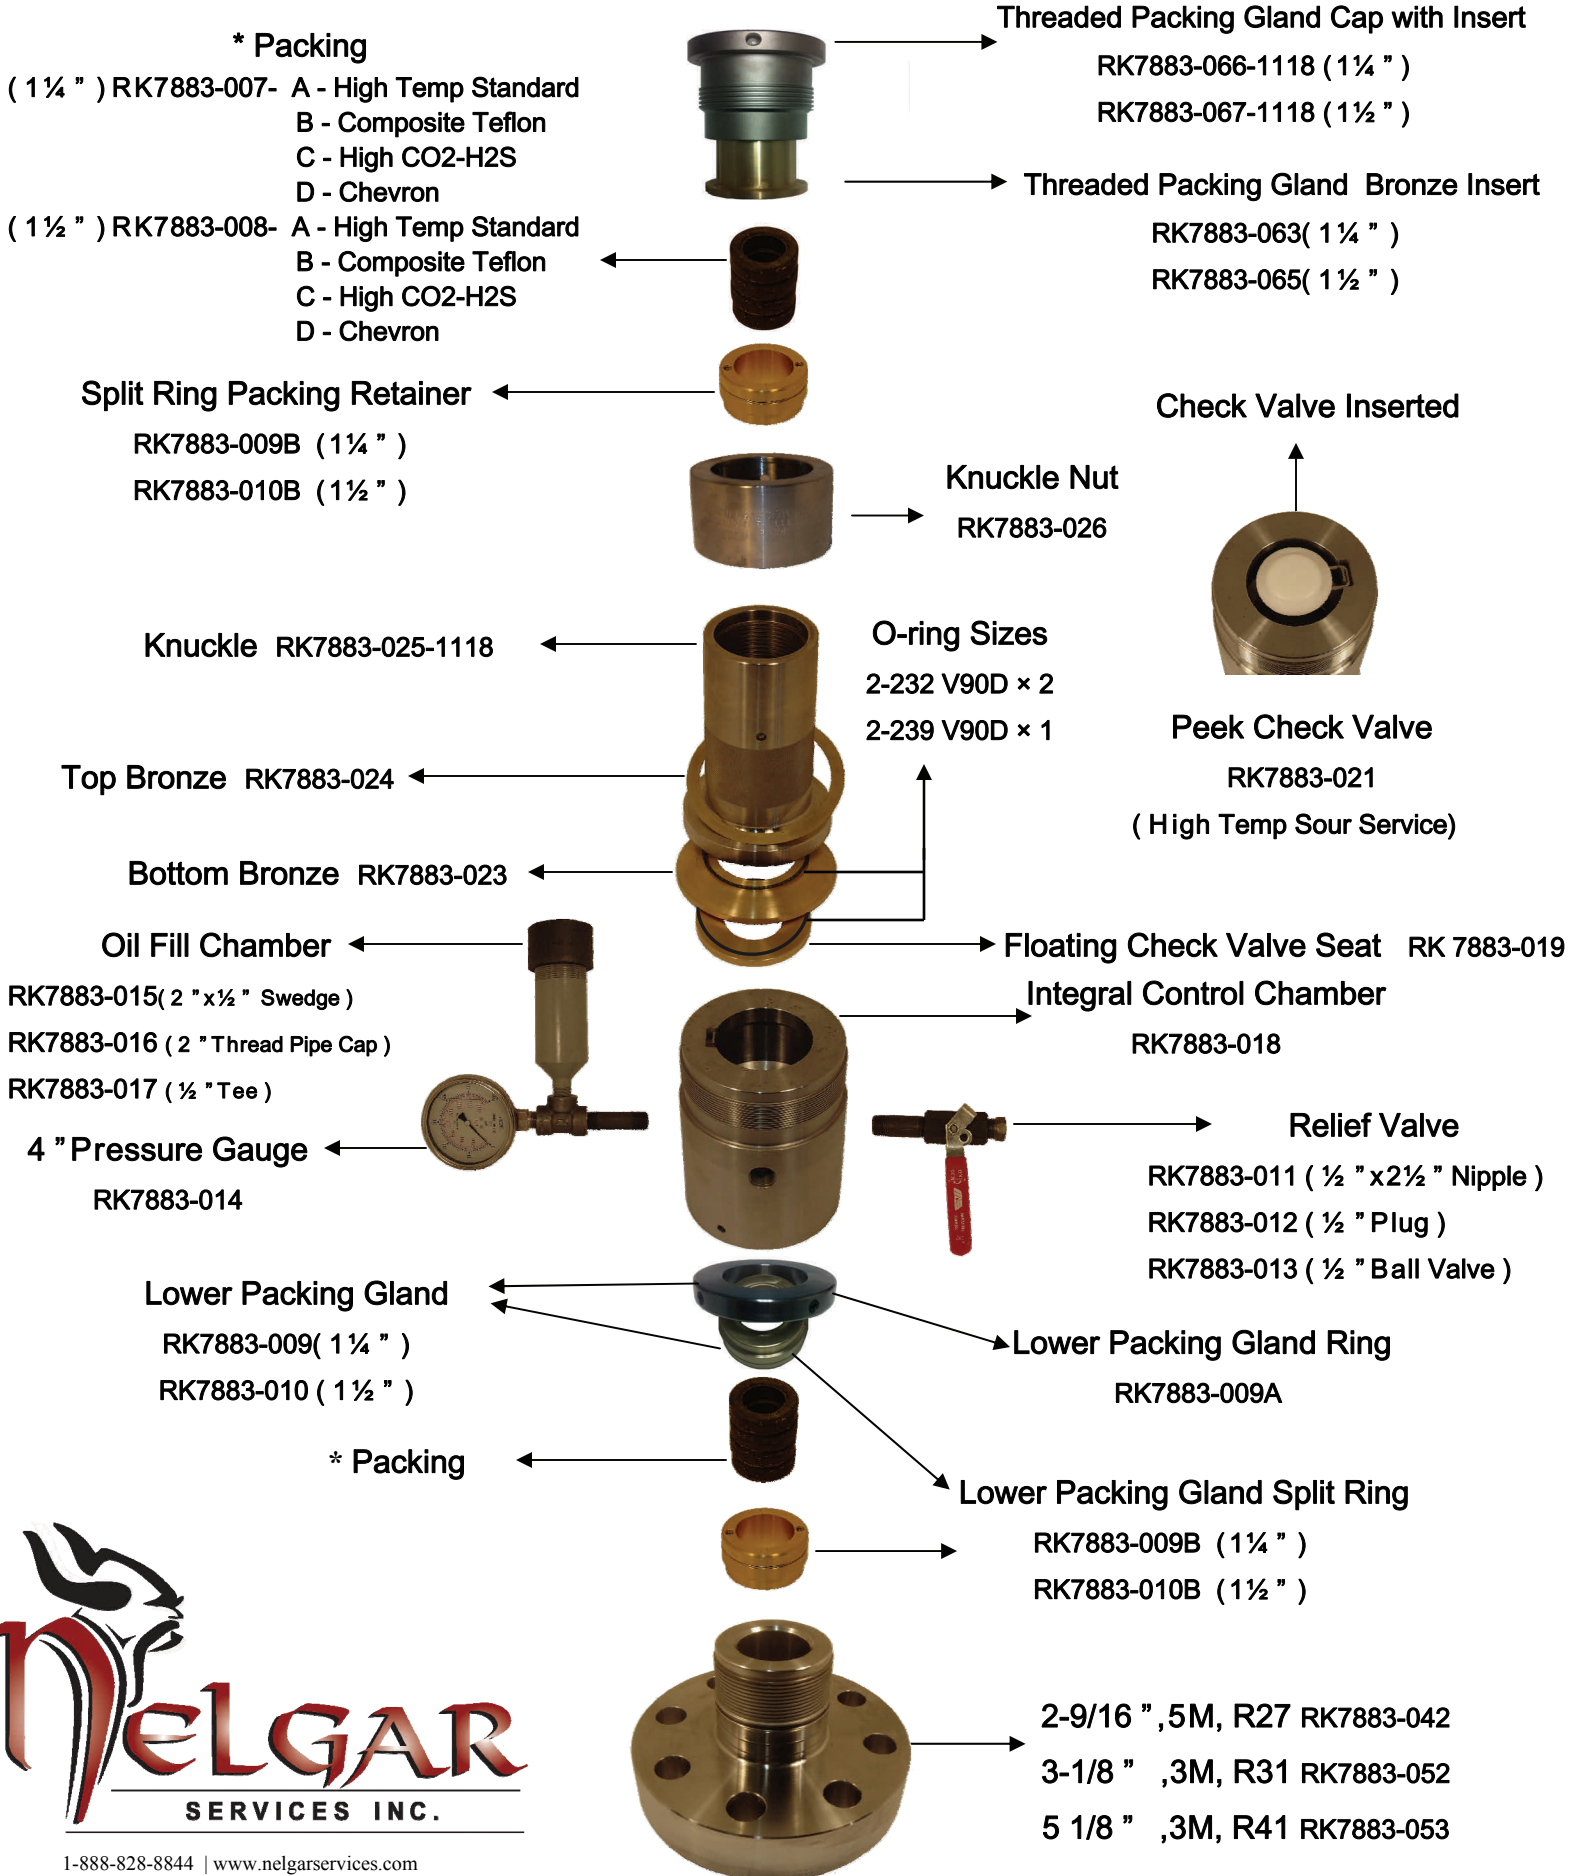 * Packing
( 1¼ ” ) RK7883-007- A - High Temp Standard
B - Composite Teflon
C - High CO2-H2S
D - Chevron
( 1½ ” ) RK7883-008- A - High Temp Standard
B - Composite Teflon
C - High CO2-H2S
D - Chevron
Threaded Packing Gland Cap with Insert
RK7883-066-1118 ( 1¼ ” )
RK7883-067-1118 ( 1½ ” )
Threaded Packing Gland Bronze Insert
RK7883-063( 1¼ ” )
RK7883-065( 1½ ” )
Split Ring Packing Retainer
RK7883-009B ( 1¼ ” )
RK7883-010B ( 1½ ” )
Check Valve Inserted
Knuckle Nut
RK7883-026
Knuckle RK7883-025-1118
O-ring Sizes
2-232 V90D × 2
2-239 V90D × 1
Peek Check Valve
RK7883-021
( High Temp Sour Service)
Top Bronze RK7883-024
Bottom Bronze RK7883-023
Oil Fill Chamber
RK7883-015( 2 ”x½ ” Swedge )
RK7883-016 ( 2 ”Thread Pipe Cap )
RK7883-017 ( ½ ”Tee )
Floating Check Valve Seat RK 7883-019
Integral Control Chamber
RK7883-018
4 ”Pressure Gauge
RK7883-014
Relief Valve
RK7883-011 ( ½ ”x2½ ” Nipple )
RK7883-012 ( ½ ”Plug )
RK7883-013 ( ½ ”Ball Valve )
Lower Packing Gland
RK7883-009( 1¼ ” )
RK7883-010 ( 1½ ” )
Lower Packing Gland Ring
RK7883-009A
* Packing
Lower Packing Gland Split Ring
RK7883-009B ( 1¼ ” )
RK7883-010B ( 1½ ” )
2-9/16 ”,5M, R27 RK7883-042
3-1/8 ” ,3M, R31 RK7883-052
5 1/8 ” ,3M, R41 RK7883-053
NELGAR
SERVICES INC.
1-888-828-8844 | www.nelgarservices.com